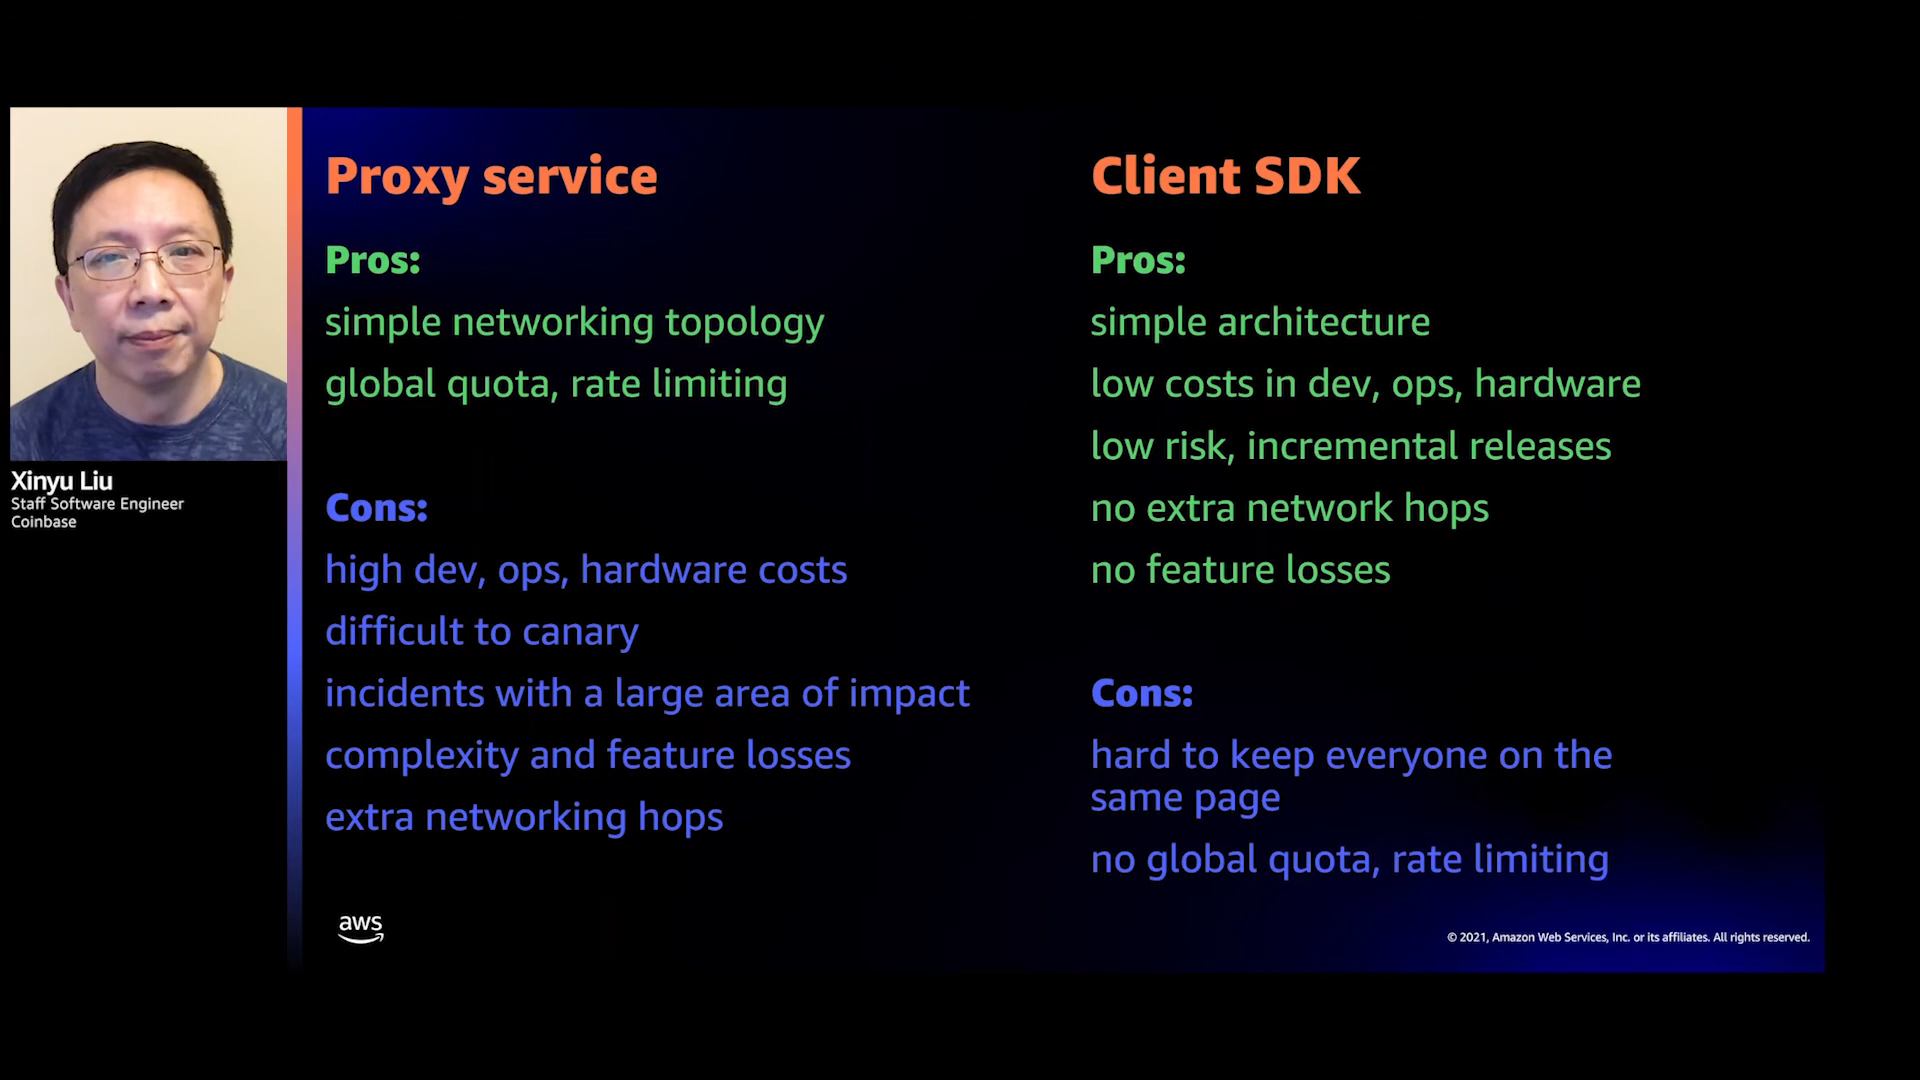 Xinyu Liu
Staff Software Engineer
Coinbase
Proxy service
Pros:
simple networking topology
global quota, rate limiting
Cons:
high dev, ops, hardware costs
difficult to canary
incidents with a large area of impact
complexity and feature losses
extra networking hops
Client SDK
Pros:
simple architecture
low costs in dev, ops, hardware
low risk, incremental releases
no extra network hops
no feature losses
Cons:
hard to keep everyone on the
same page
no global quota, rate limiting
aws
© 2021, Amazon Web Services, Inc. or its affiliates. All rights reserved.